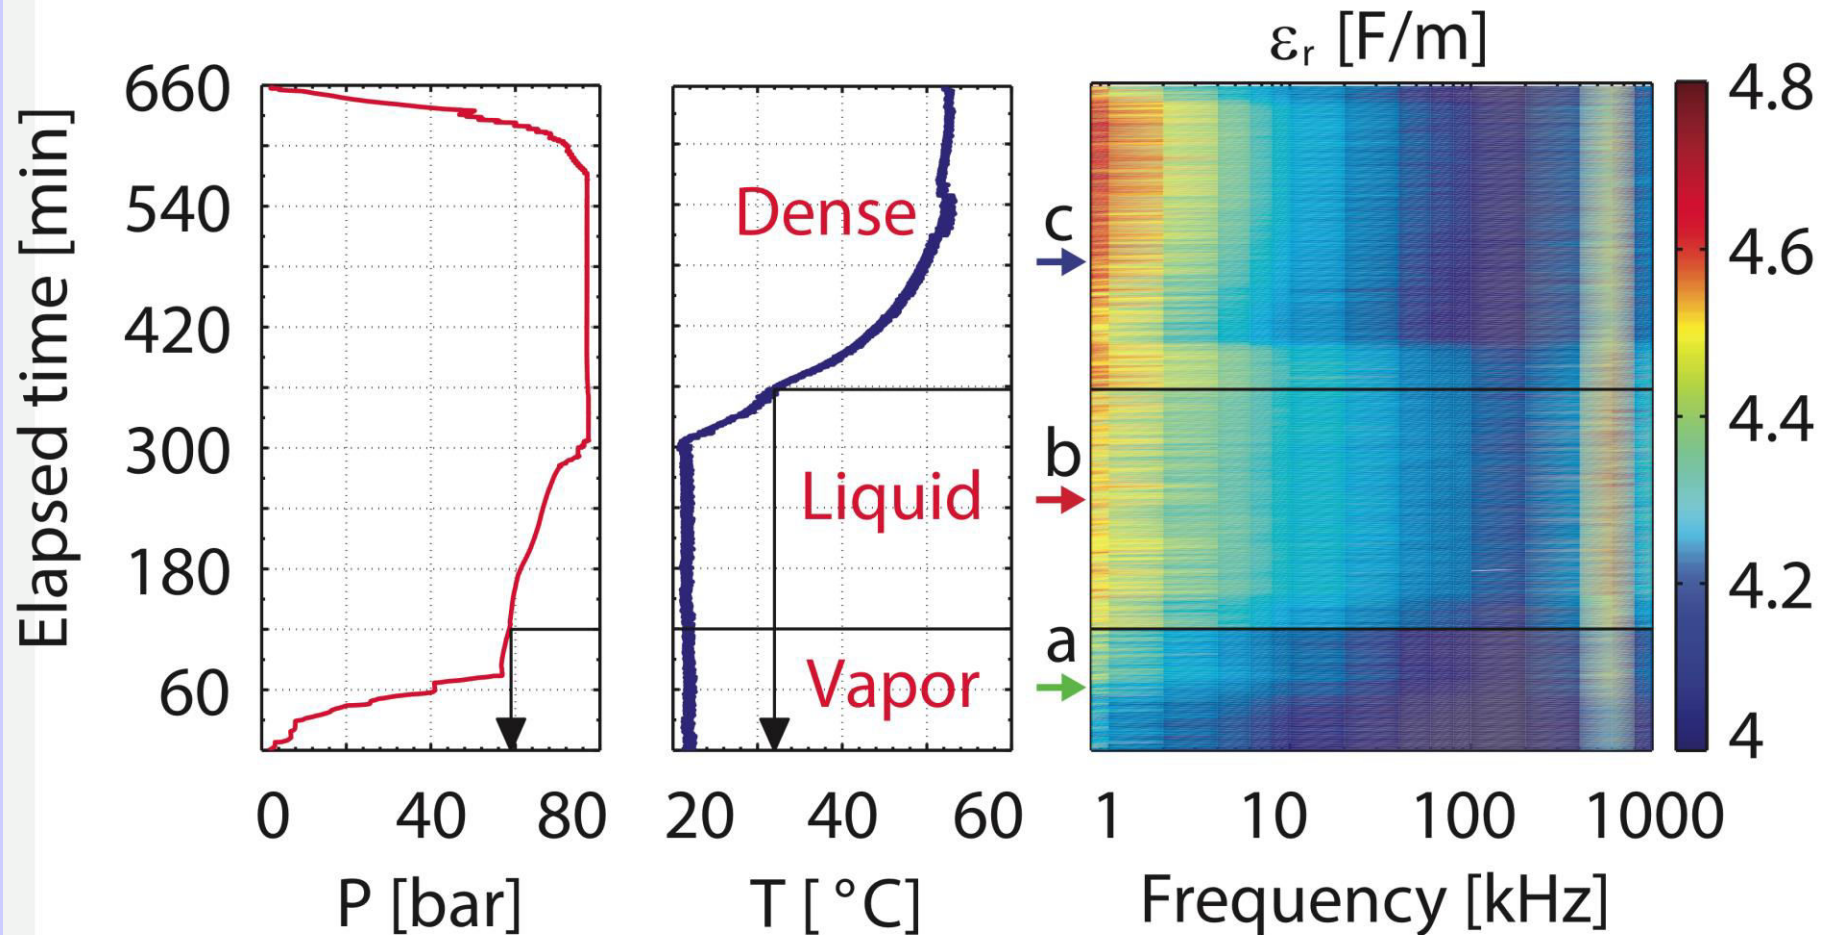 εr [F/m]
Elapsed time [min]
660
540
420
300
180
60
0
40
80
P [bar]
Dense
Liquid
Vapor
20
40
60
T [ °C]
c
b
a
1
10
100
1000
Frequency [kHz]
4.8
4.6
4.4
4.2
4